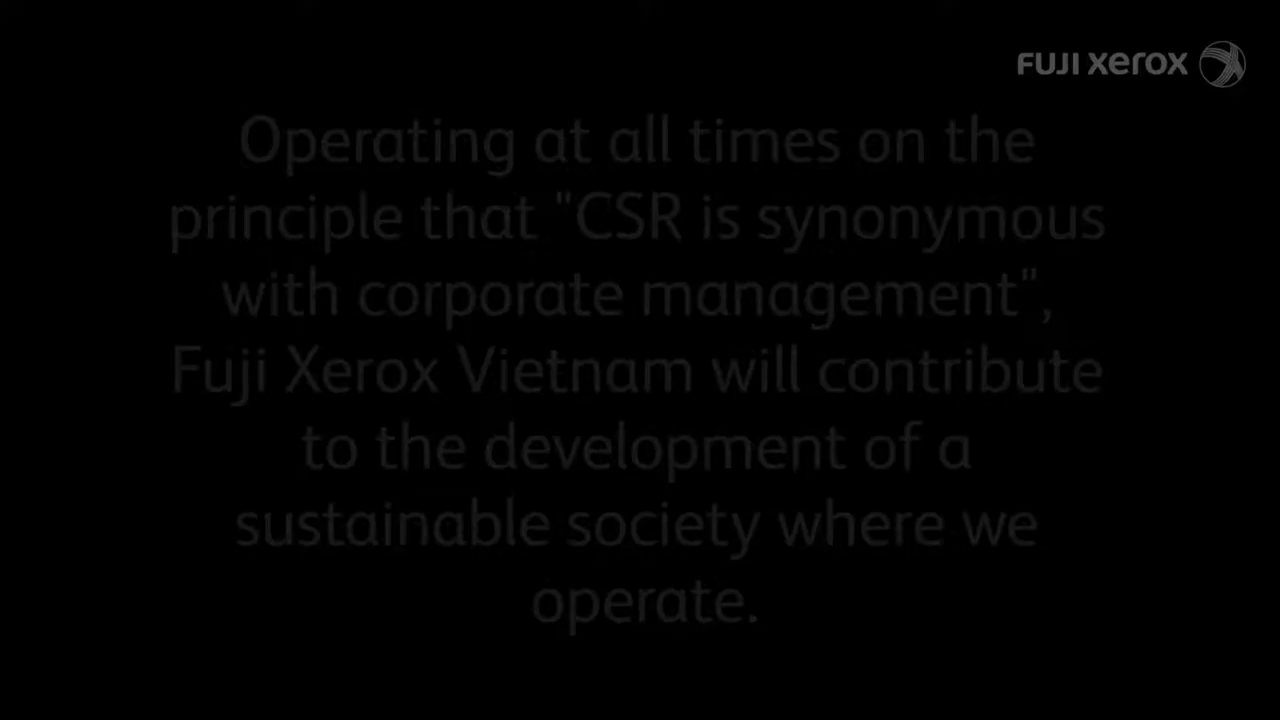 FUJI xerox
Operating at all times on the
principle that "CSR is synonymous
with corporate management",
Fuji Xerox Vietnam will contribute
to the development of a
sustainable society where we
operate.